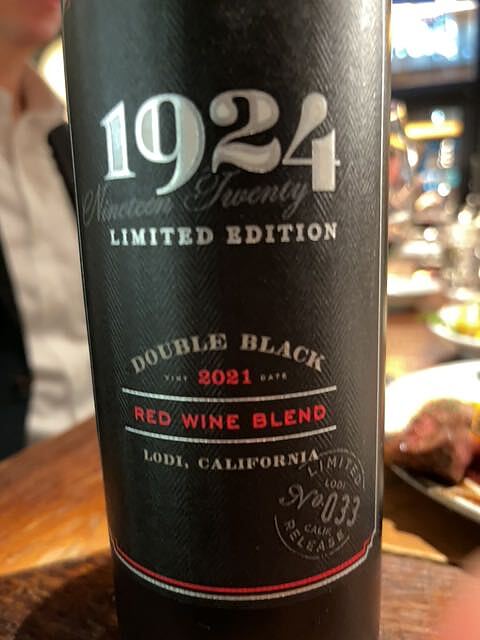 1924
Nineteen Twenty
LIMITED EDITION
DOUBLE BLACK
VINT 2021 DATE
RED WINE BLEND
LODI, CALIFORNIA
LIMITED
LODI
No. 033
CALIF.
RELEASE